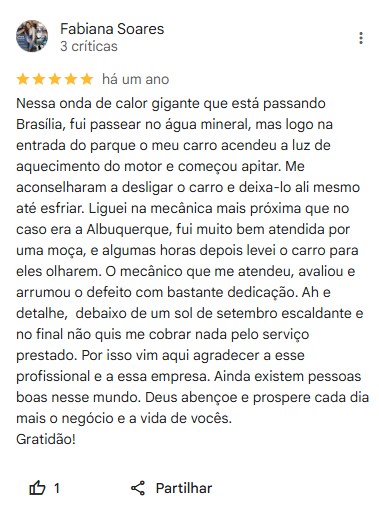 Fabiana Soares
3 críticas
há um ano
Nessa onda de calor gigante que está passando
Brasília, fui passear no água mineral, mas logo na
entrada do parque o meu carro acendeu a luz de
aquecimento do motor e começou apitar. Me
aconselharam a desligar o carro e deixa-lo ali mesmo
até esfriar. Liguei na mecânica mais próxima que no
caso era a Albuquerque, fui muito bem atendida por
uma moça, e algumas horas depois levei o carro para
eles olharem. O mecânico que me atendeu, avaliou e
arrumou o defeito com bastante dedicação. Ah e
detalhe,  debaixo de um sol de setembro escaldante e
no final não quis me cobrar nada pelo serviço
prestado. Por isso vim aqui agradecer a esse
profissional e a essa empresa. Ainda existem pessoas
boas nesse mundo. Deus abençoe e prospere cada dia
mais o negócio e a vida de vocês.
Gratidão!
1 Partilhar